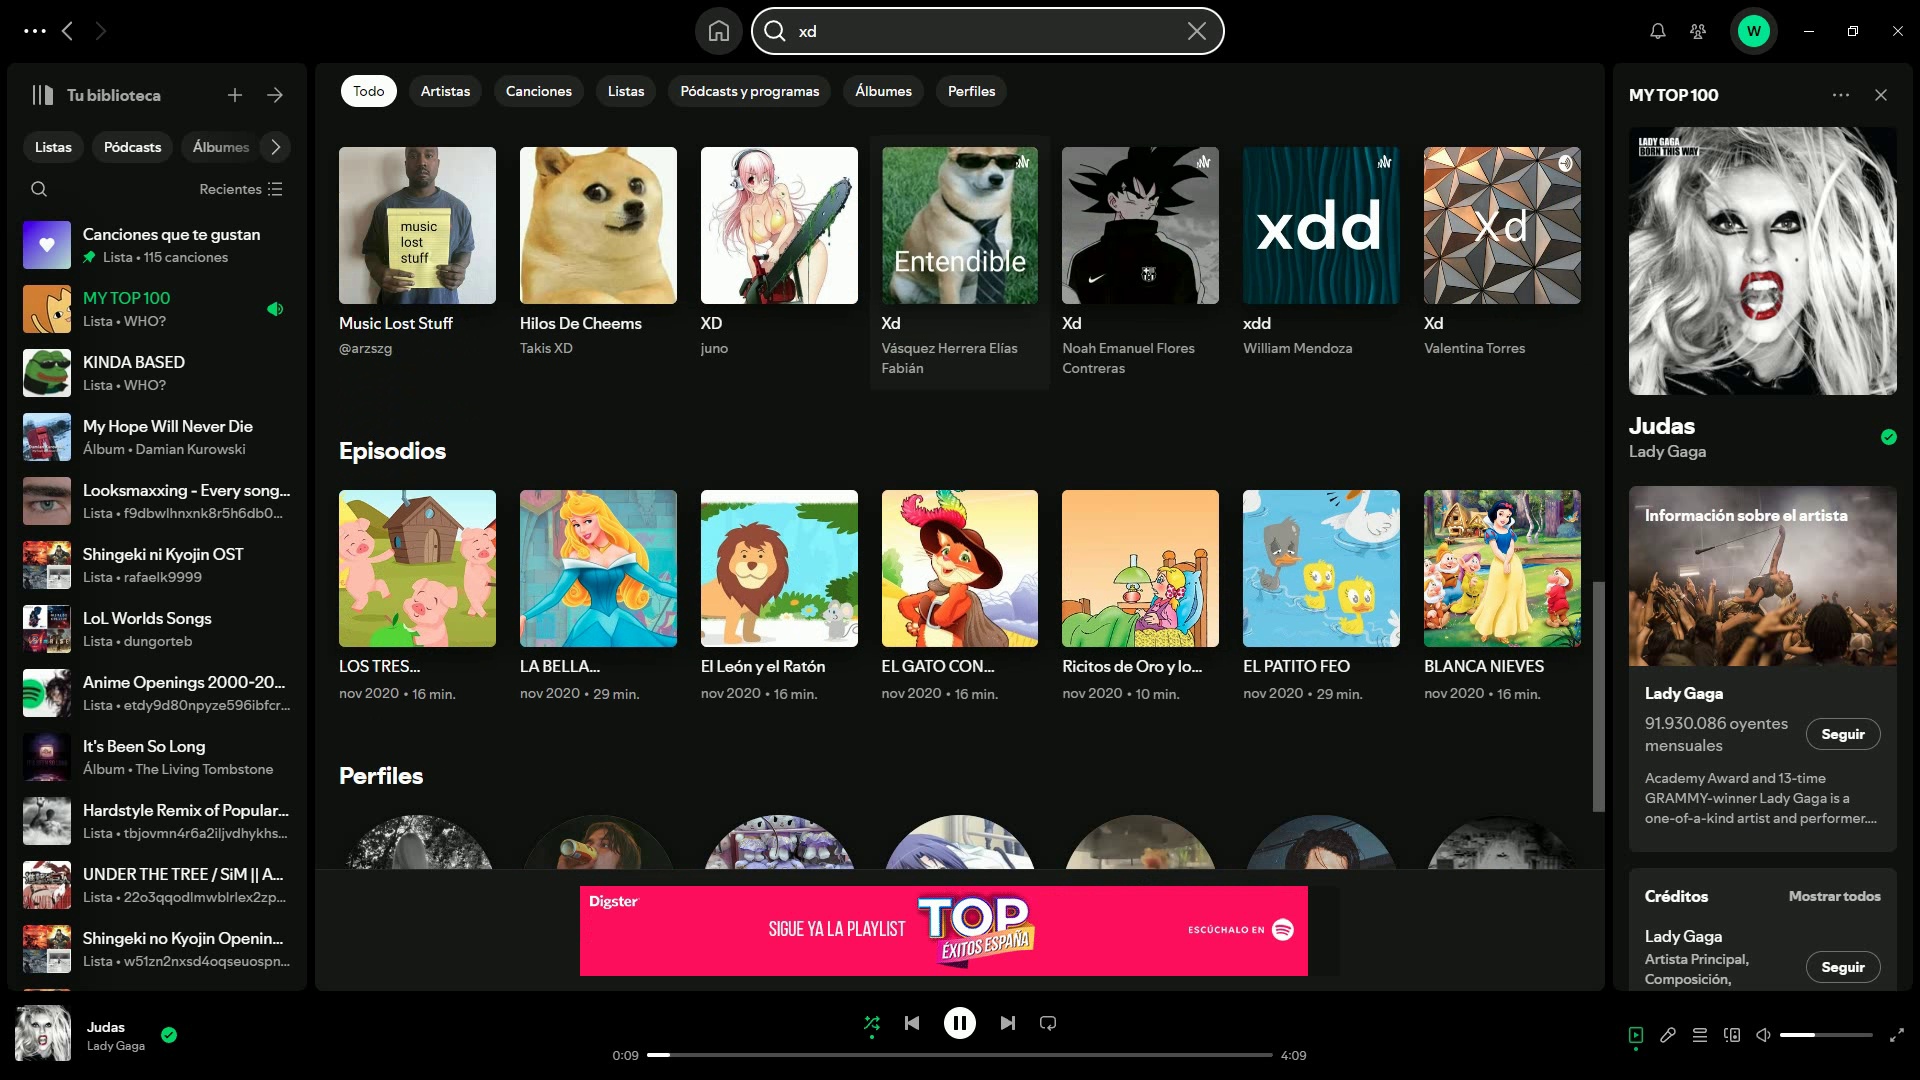 xd
W
Tu biblioteca
Listas
Pódcasts
Álbumes
Recientes
Canciones que te gustan
Lista • 115 canciones
MY TOP 100
Lista • WHO?
KINDA BASED
Lista • WHO?
My Hope Will Never Die
Álbum • Damian Kurowski
Looksmaxxing - Every song...
Lista • f9dbwlhnxnk8r5h6db0...
Shingeki ni Kyojin OST
Lista • rafaelk9999
LoL Worlds Songs
Lista • dungorteb
Anime Openings 2000-20...
Lista • etdy9d80npyze596ibfcr...
It's Been So Long
Álbum • The Living Tombstone
Hardstyle Remix of Popular...
Lista • tbjovmn4r6a2iljvdhykhs...
UNDER THE TREE / SiM || A...
Lista • 22o3qqodlmwblrlex2zp...
Shingeki no Kyojin Openin...
Lista • w51zn2nxsd4oqseuospn...
Todo
Artistas
Canciones
Listas
Pódcasts y programas
Álbumes
Perfiles
music
lost
stuff
Entendible
xdd
Xd
Music Lost Stuff
@arzszg
Hilos De Cheems
Takis XD
XD
juno
Xd
Vásquez Herrera Elías
Fabián
Xd
Noah Emanuel Flores
Contreras
xdd
William Mendoza
Xd
Valentina Torres
Episodios
LOS TRES...
nov 2020 • 16 min.
LA BELLA...
nov 2020 • 29 min.
El León y el Ratón
nov 2020 • 16 min.
EL GATO CON...
nov 2020 • 16 min.
Ricitos de Oro y lo...
nov 2020 • 10 min.
EL PATITO FEO
nov 2020 • 29 min.
BLANCA NIEVES
nov 2020 • 16 min.
Perfiles
Digster
SIGUE YA LA PLAYLIST
TOP
ÉXITOS ESPAÑA
ESCÚCHALO EN
MY TOP 100
LADY GAGA
BORN THIS WAY
Judas
Lady Gaga
Información sobre el artista
Lady Gaga
91.930.086 oyentes
mensuales
Seguir
Academy Award and 13-time
GRAMMY-winner Lady Gaga is a
one-of-a-kind artist and performer....
Créditos
Mostrar todos
Lady Gaga
Artista Principal,
Composición,
Seguir
Judas
Lady Gaga
0:09
4:09